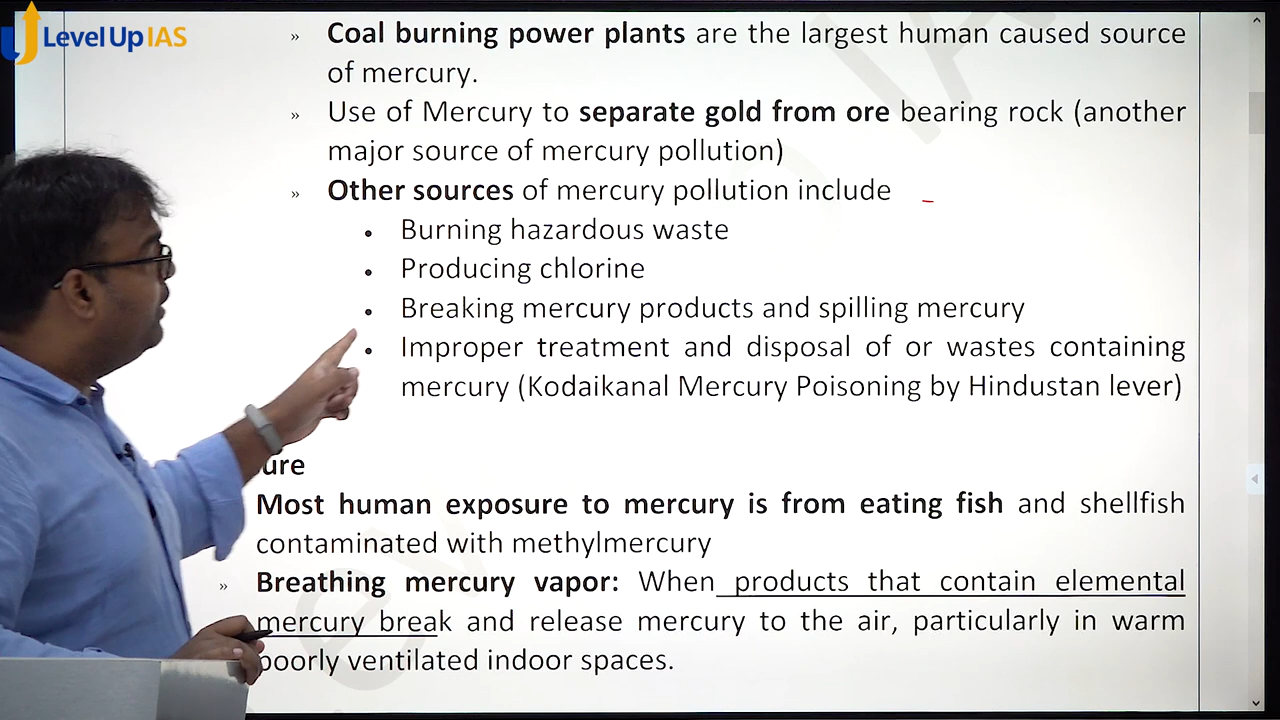 LevelUp IAS
» Coal burning power plants are the largest human caused source
of mercury.
» Use of Mercury to separate gold from ore bearing rock (another
major source of mercury pollution)
» Other sources of mercury pollution include
• Burning hazardous waste
• Producing chlorine
• Breaking mercury products and spilling mercury
• Improper treatment and disposal of or wastes containing
mercury (Kodaikanal Mercury Poisoning by Hindustan lever)
ure
Most human exposure to mercury is from eating fish and shellfish
contaminated with methylmercury
» Breathing mercury vapor: When products that contain elemental
mercury break and release mercury to the air, particularly in warm
poorly ventilated indoor spaces.